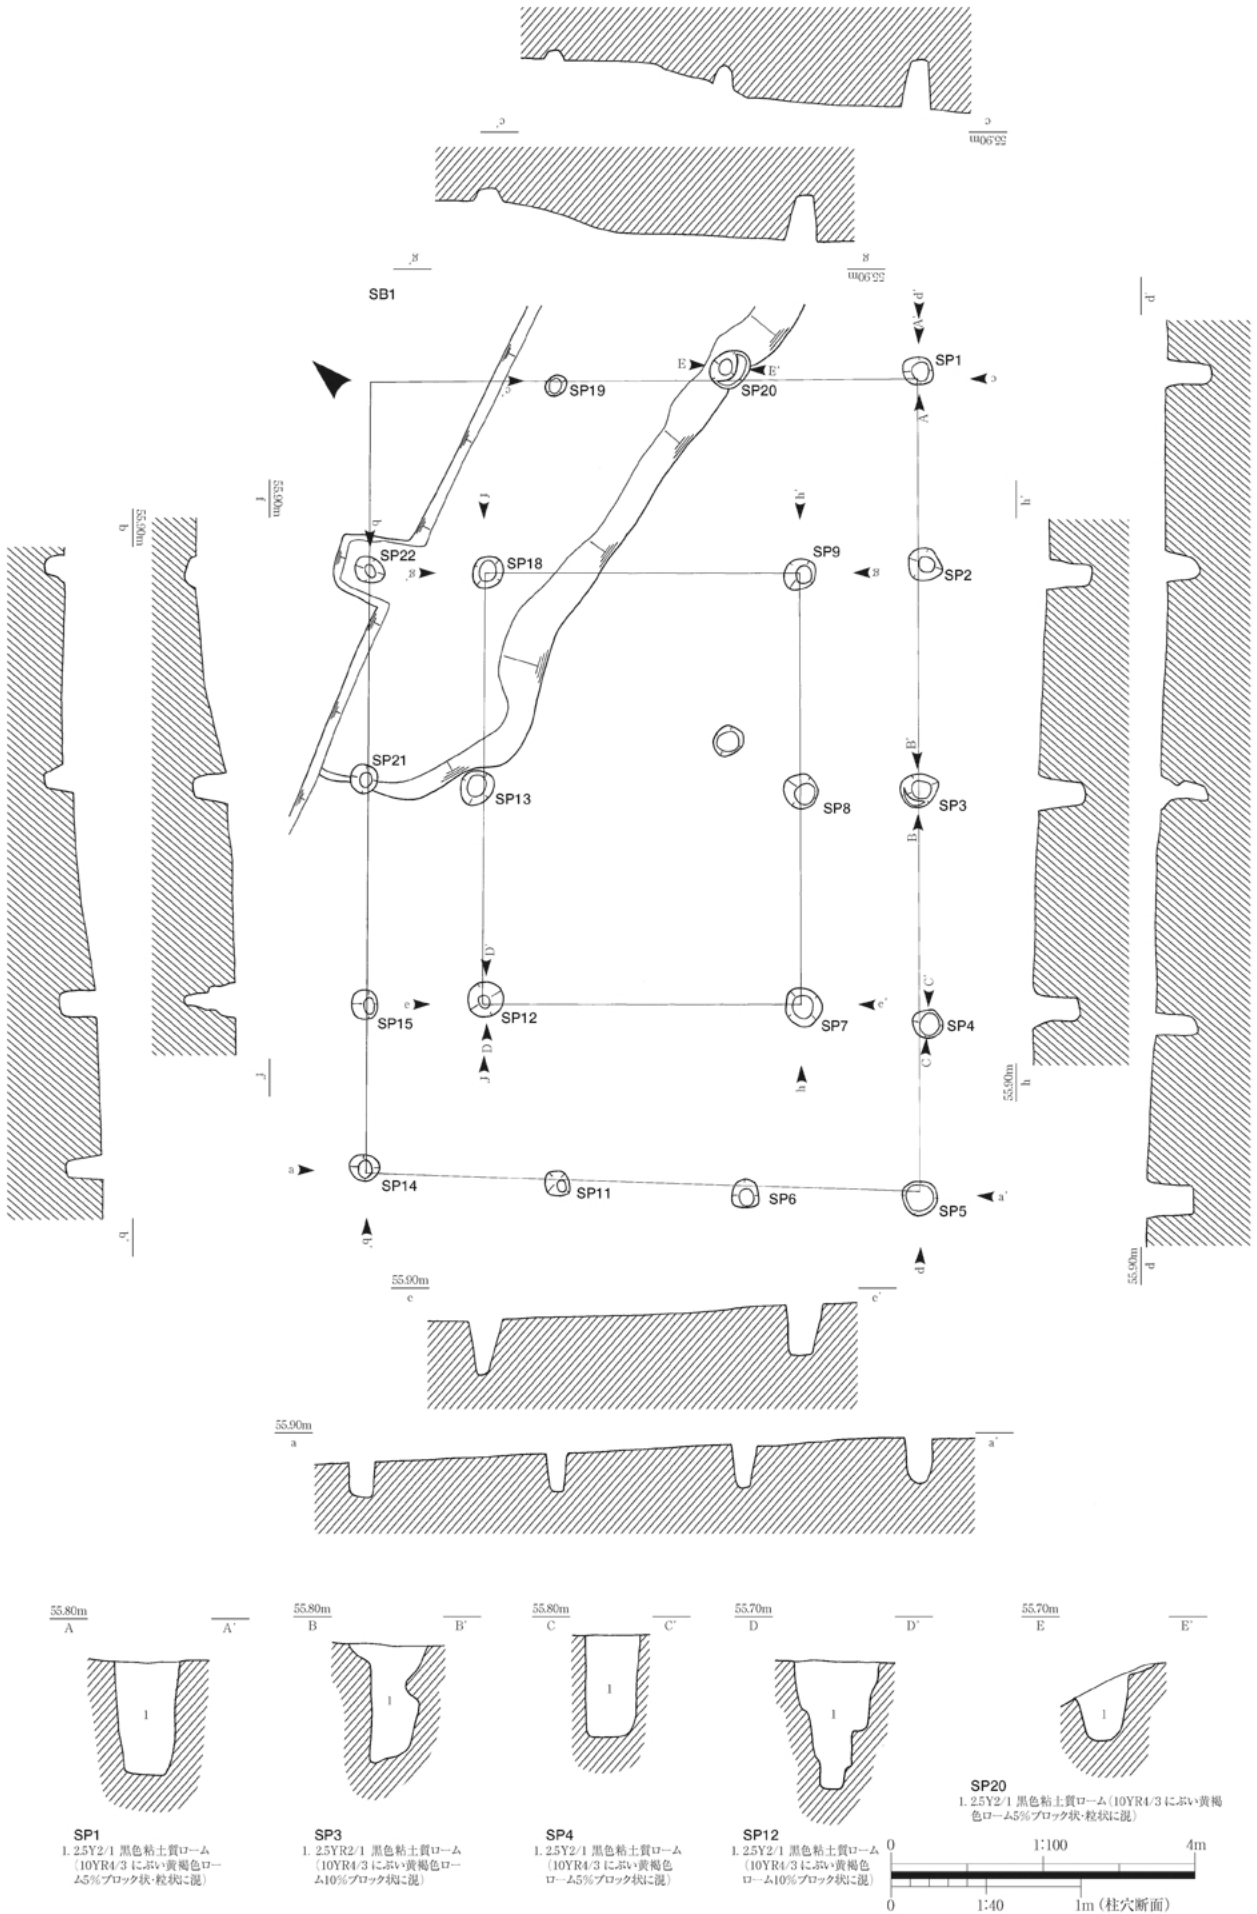 c'
c
55.90m
g'
g
55.90m
SB1
d'
d'
A'
SP1
E
E'
c'
SP19
SP20
c
A
55.90m
f
55.90m
b
f
h'
h'
b
SP22
g'
SP18
SP9
g
SP2
SP21
SP13
SP8
B'
SP3
B
D'
C'
SP15
e
SP12
SP7
e'
SP4
D
f'
C
f'
h
55.90m
h
a
SP14
SP11
SP6
SP5
a'
b'
b'
d
55.90m
d
55.90m
e
e'
55.90m
a
a'
55.80m
A
A'
55.80m
B
B'
55.80m
C
C'
55.70m
D
D'
55.70m
E
E'
1
1
1
1
1
SP1
1. 2.5Y2/1 黒色粘土質ローム
(10YR4/3 にぶい黄褐色ロー
ム5%ブロック状・粒状に混)
SP3
1. 2.5YR2/1 黒色粘土質ローム
(10YR4/3 にぶい黄褐色ロー
ム10%ブロック状に混)
SP4
1. 2.5Y2/1 黒色粘土質ローム
(10YR4/3 にぶい黄褐色
ローム5%ブロック状に混)
SP12
1. 2.5Y2/1 黒色粘土質ローム
(10YR4/3 にぶい黄褐色
ローム10%ブロック状に混)
SP20
1. 2.5Y2/1 黒色粘土質ローム(10YR4/3 にぶい黄褐
色ローム5%ブロック状・粒状に混)
0 1:100 4m
0 1:40 1m (柱穴断面)